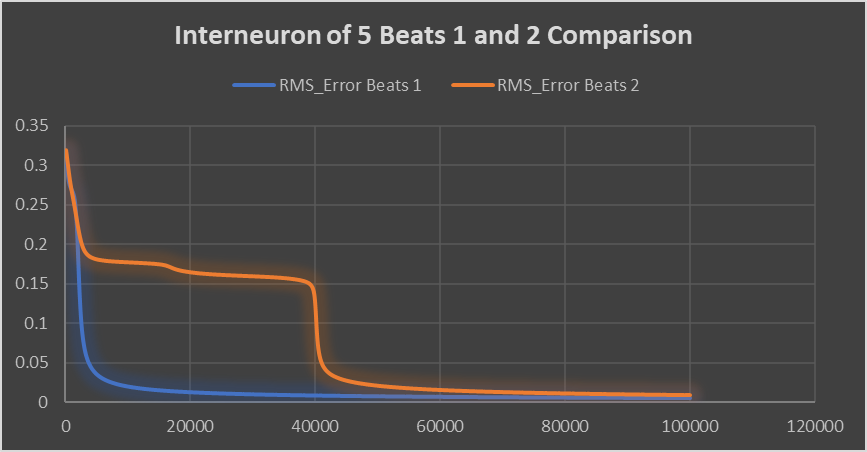 Interneuron of 5 Beats 1 and 2 Comparison
RMS_Error Beats 1 RMS_Error Beats 2
0.35
0.3
0.25
0.2
0.15
0.1
0.05
0
0 20000 40000 60000 80000 100000 120000